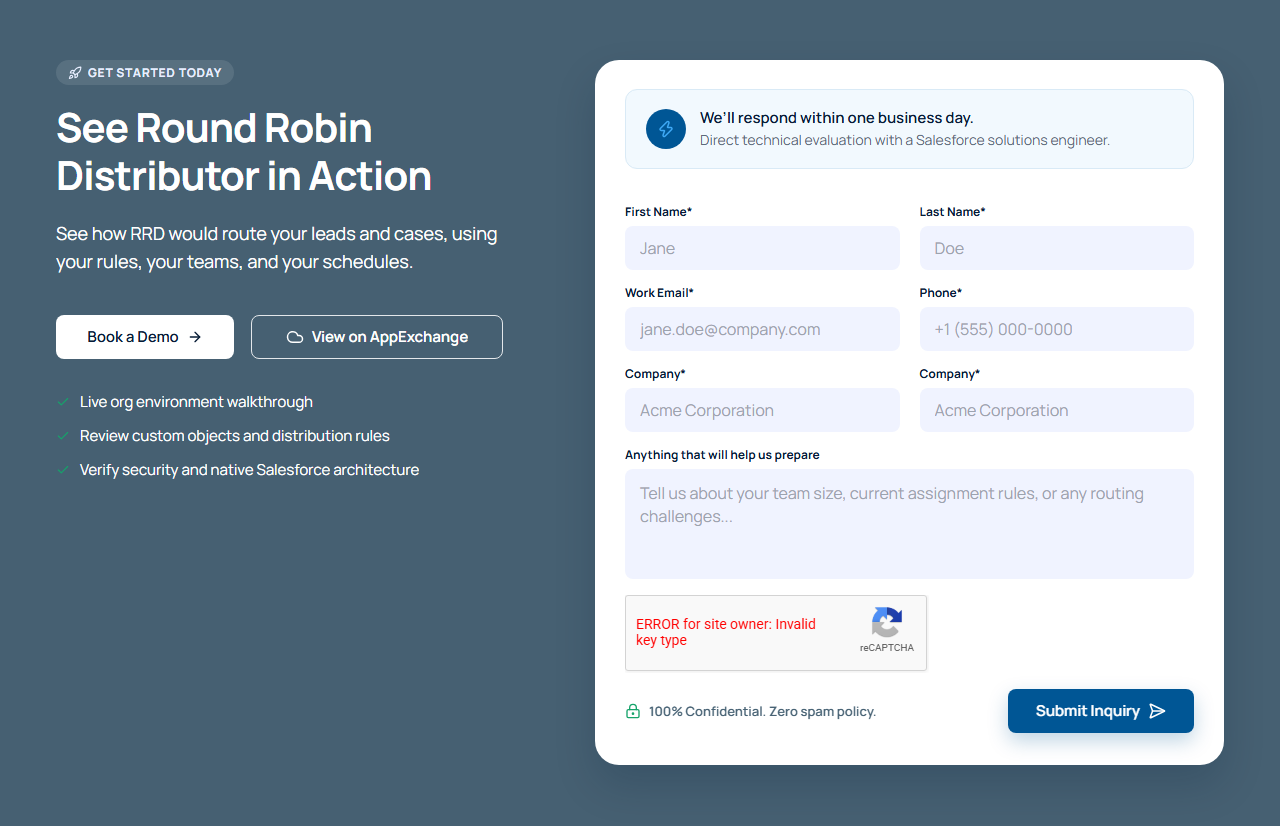 GET STARTED TODAY
See Round Robin
Distributor in Action
See how RRD would route your leads and cases, using
your rules, your teams, and your schedules.
Book a Demo
View on AppExchange
Live org environment walkthrough
Review custom objects and distribution rules
Verify security and native Salesforce architecture
We'll respond within one business day.
Direct technical evaluation with a Salesforce solutions engineer.
First Name*
Last Name*
Jane
Doe
Work Email*
Phone*
jane.doe@company.com
+1 (555) 000-0000
Company*
Company*
Acme Corporation
Acme Corporation
Anything that will help us prepare
Tell us about your team size, current assignment rules, or any routing
challenges...
ERROR for site owner: Invalid
key type
reCAPTCHA
100% Confidential. Zero spam policy.
Submit Inquiry